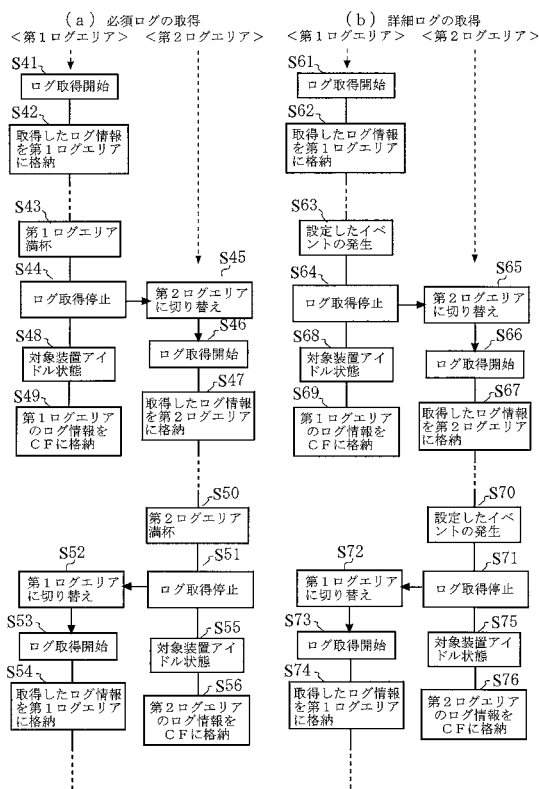 (a) 必須ログの取得
<第1ログエリア> <第2ログエリア>
S41
ログ取得開始
S42
取得したログ情報
を第1ログエリア
に格納
S43
第1ログエリア
満杯
S44
ログ取得停止
S45
第2ログエリア
に切り替え
S46
ログ取得開始
S47
取得したログ情報
を第2ログエリア
に格納
S48
対象装置アイ
ドル状態
S49
第1ログエリア
のログ情報を
CFに格納
S50
第2ログエリア
満杯
S51
ログ取得停止
S52
第1ログエリア
に切り替え
S53
ログ取得開始
S54
取得したログ情報
を第1ログエリア
に格納
S55
対象装置アイ
ドル状態
S56
第2ログエリア
のログ情報を
CFに格納
(b) 詳細ログの取得
<第1ログエリア> <第2ログエリア>
S61
ログ取得開始
S62
取得したログ情報
を第1ログエリア
に格納
S63
設定したイベ
ントの発生
S64
ログ取得停止
S65
第2ログエリア
に切り替え
S66
ログ取得開始
S67
取得したログ情報
を第2ログエリア
に格納
S68
対象装置アイ
ドル状態
S69
第1ログエリア
のログ情報を
CFに格納
S70
設定したイベ
ントの発生
S71
ログ取得停止
S72
第1ログエリア
に切り替え
S73
ログ取得開始
S74
取得したログ情報
を第1ログエリア
に格納
S75
対象装置アイ
ドル状態
S76
第2ログエリア
のログ情報を
CFに格納